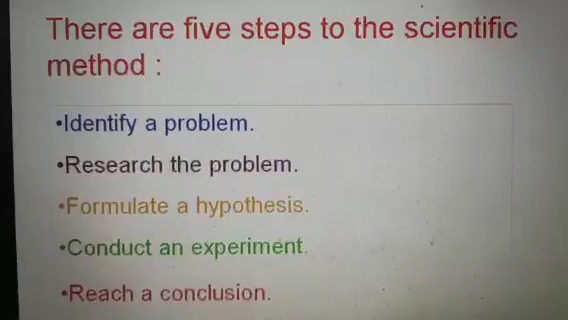 There are five steps to the scientific
method :
•Identify a problem.
•Research the problem.
•Formulate a hypothesis.
•Conduct an experiment.
•Reach a conclusion.